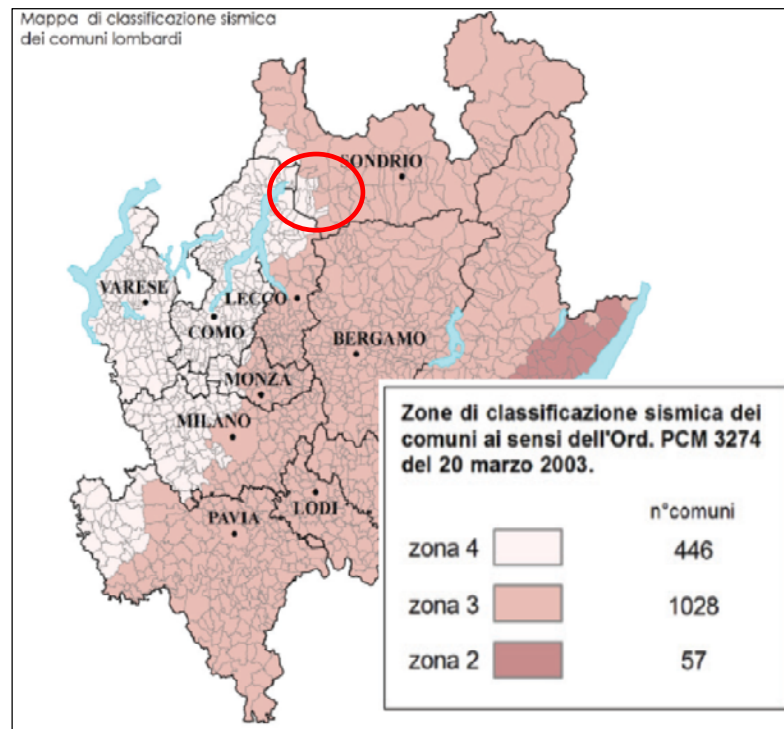 Mappa di classificazione sismica
dei comuni lombardi
SONDRIO
VARESE
LECCO
COMO
BERGAMO
MONZA
MILANO
LODI
PAVIA
Zone di classificazione sismica dei
comuni ai sensi dell'Ord. PCM 3274
del 20 marzo 2003.
n°comuni
zona 4 446
zona 3 1028
zona 2 57